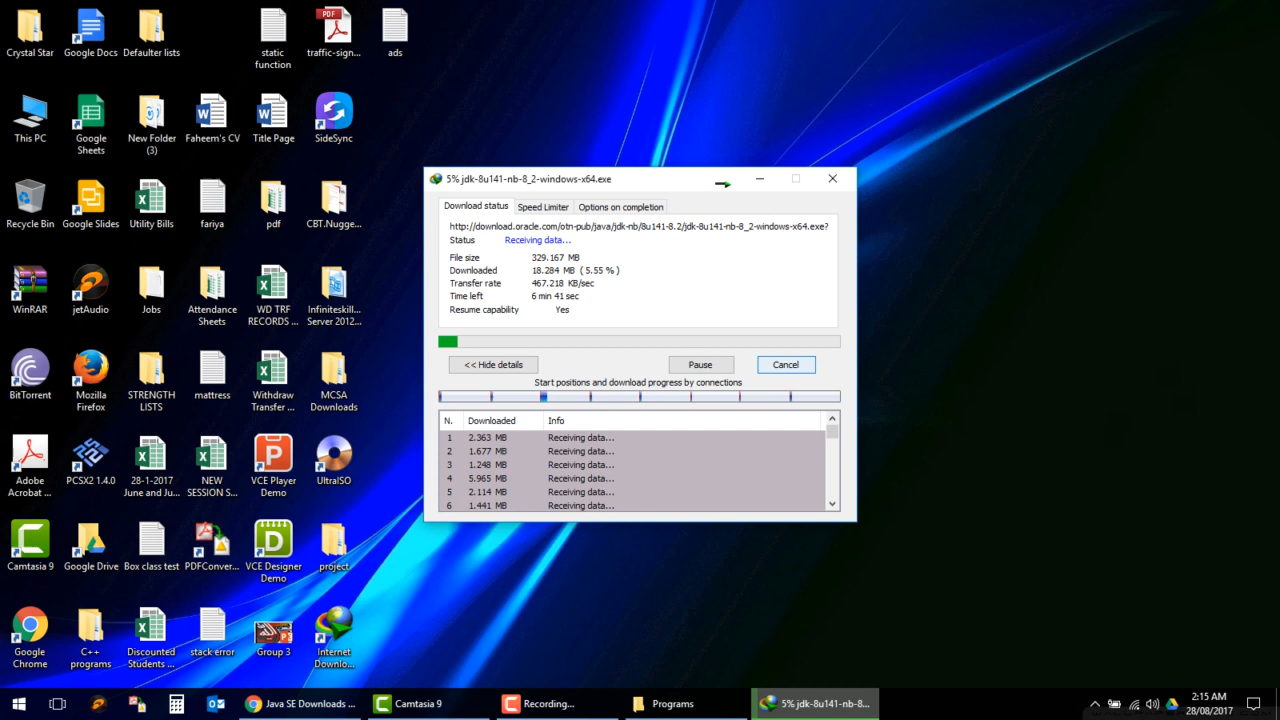 Crystal Star
Google Docs
Defaulter lists
static
function
PDF
traffic-sign...
ads
This PC
Google
Sheets
New Folder
(3)
Faheem's CV
Title Page
SideSync
Recycle Bin
Google Slides
Utility Bills
fariya
pdf
CBT.Nugge...
WinRAR
jetAudio
Jobs
Attendance
Sheets
WD TRF
RECORDS ...
Infiniteskill...
Server 2012...
BitTorrent
Mozilla
Firefox
STRENGTH
LISTS
mattress
Withdraw
Transfer ...
MCSA
Downloads
Adobe
Acrobat ...
PCSX2 1.4.0
28-1-2017
June and Ju...
NEW
SESSION S...
VCE Player
Demo
UltraISO
Camtasia 9
Google Drive
Box class test
PDFConver...
VCE Designer
Demo
project
Google
Chrome
C++
programs
Discounted
Students ...
stack error
Group 3
Internet
Downlo...
5% jdk-8u141-nb-8_2-windows-x64.exe
Download status
Speed Limiter
Options on completion
http://download.oracle.com/otn-pub/java/jdk-nb/8u141-8.2/jdk-8u141-nb-8_2-windows-x64.exe?
Status Receiving data...
File size 329.167 MB
Downloaded 18.284 MB ( 5.55 % )
Transfer rate 467.218 KB/sec
Time left 6 min 41 sec
Resume capability Yes
<< Hide details
Pause
Cancel
Start positions and download progress by connections
N. Downloaded Info
1 2.363 MB Receiving data...
2 1.677 MB Receiving data...
3 1.248 MB Receiving data...
4 5.965 MB Receiving data...
5 2.114 MB Receiving data...
6 1.441 MB Receiving data...
Java SE Downloads ...
Camtasia 9
Recording...
Programs
5% jdk-8u141-nb-8...
2:15 AM
28/08/2017